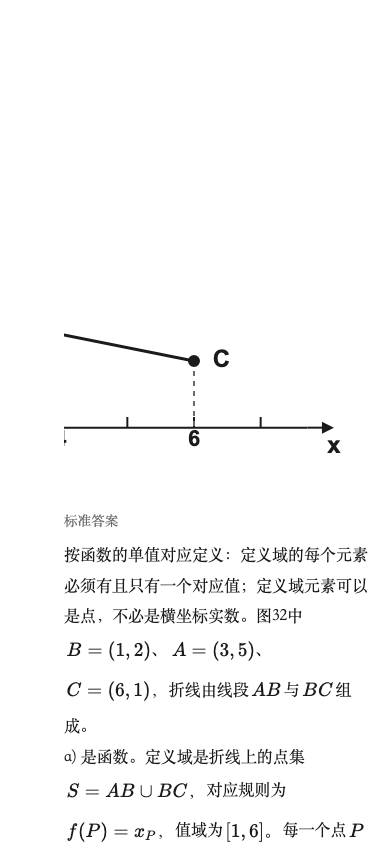 C
6
x
标准答案
按函数的单值对应定义：定义域的每个元素
必须有且只有一个对应值；定义域元素可以
是点，不必是横坐标实数。图32中
B = (1, 2)、A = (3, 5)、
C = (6, 1)，折线由线段 AB 与 BC 组
成。
a) 是函数。定义域是折线上的点集
S = AB ∪ BC，对应规则为
f(P) = x_P，值域为 [1, 6]。每一个点 P